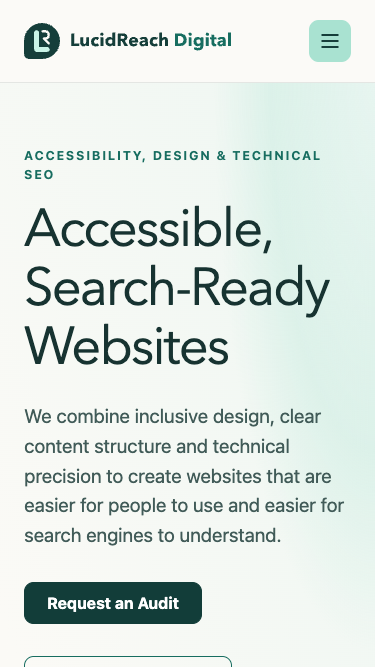 LucidReach Digital
ACCESSIBILITY, DESIGN & TECHNICAL
SEO
Accessible,
Search-Ready
Websites
We combine inclusive design, clear
content structure and technical
precision to create websites that are
easier for people to use and easier for
search engines to understand.
Request an Audit